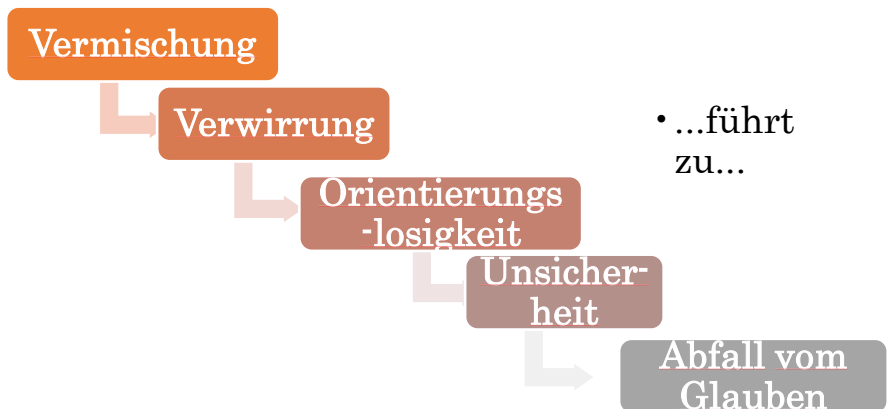 Vermischung
Verwirrung
• ...führt
zu...
Orientierungs
-losigkeit
Unsicher-
heit
Abfall vom
Glauben